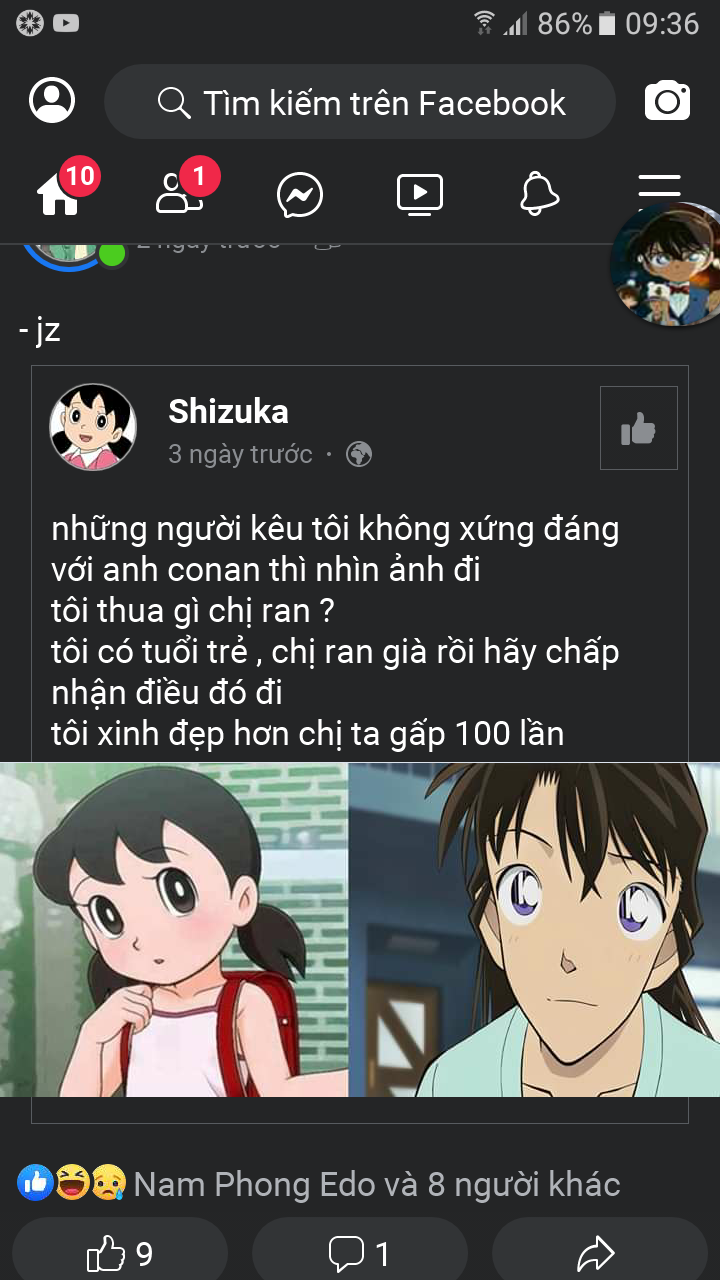 86% 09:36
Tìm kiếm trên Facebook
10 1
- jz
Shizuka
3 ngày trước ·
những người kêu tôi không xứng đáng
với anh conan thì nhìn ảnh đi
tôi thua gì chị ran ?
tôi có tuổi trẻ , chị ran già rồi hãy chấp
nhận điều đó đi
tôi xinh đẹp hơn chị ta gấp 100 lần
Nam Phong Edo và 8 người khác
9 1